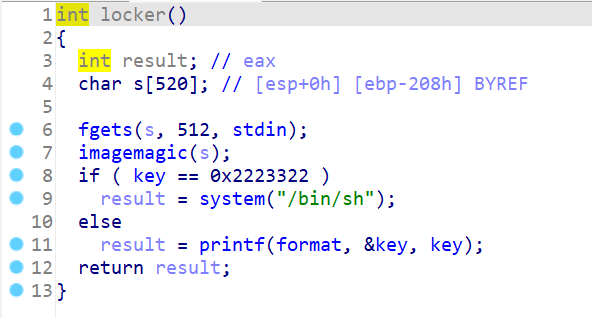 1 int locker()
2 {
3 int result; // eax
4 char s[520]; // [esp+0h] [ebp-208h] BYREF
5
6 fgets(s, 512, stdin);
7 imagemagic(s);
8 if ( key == 0x2223322 )
9 result = system("/bin/sh");
10 else
11 result = printf(format, &key, key);
12 return result;
13 }